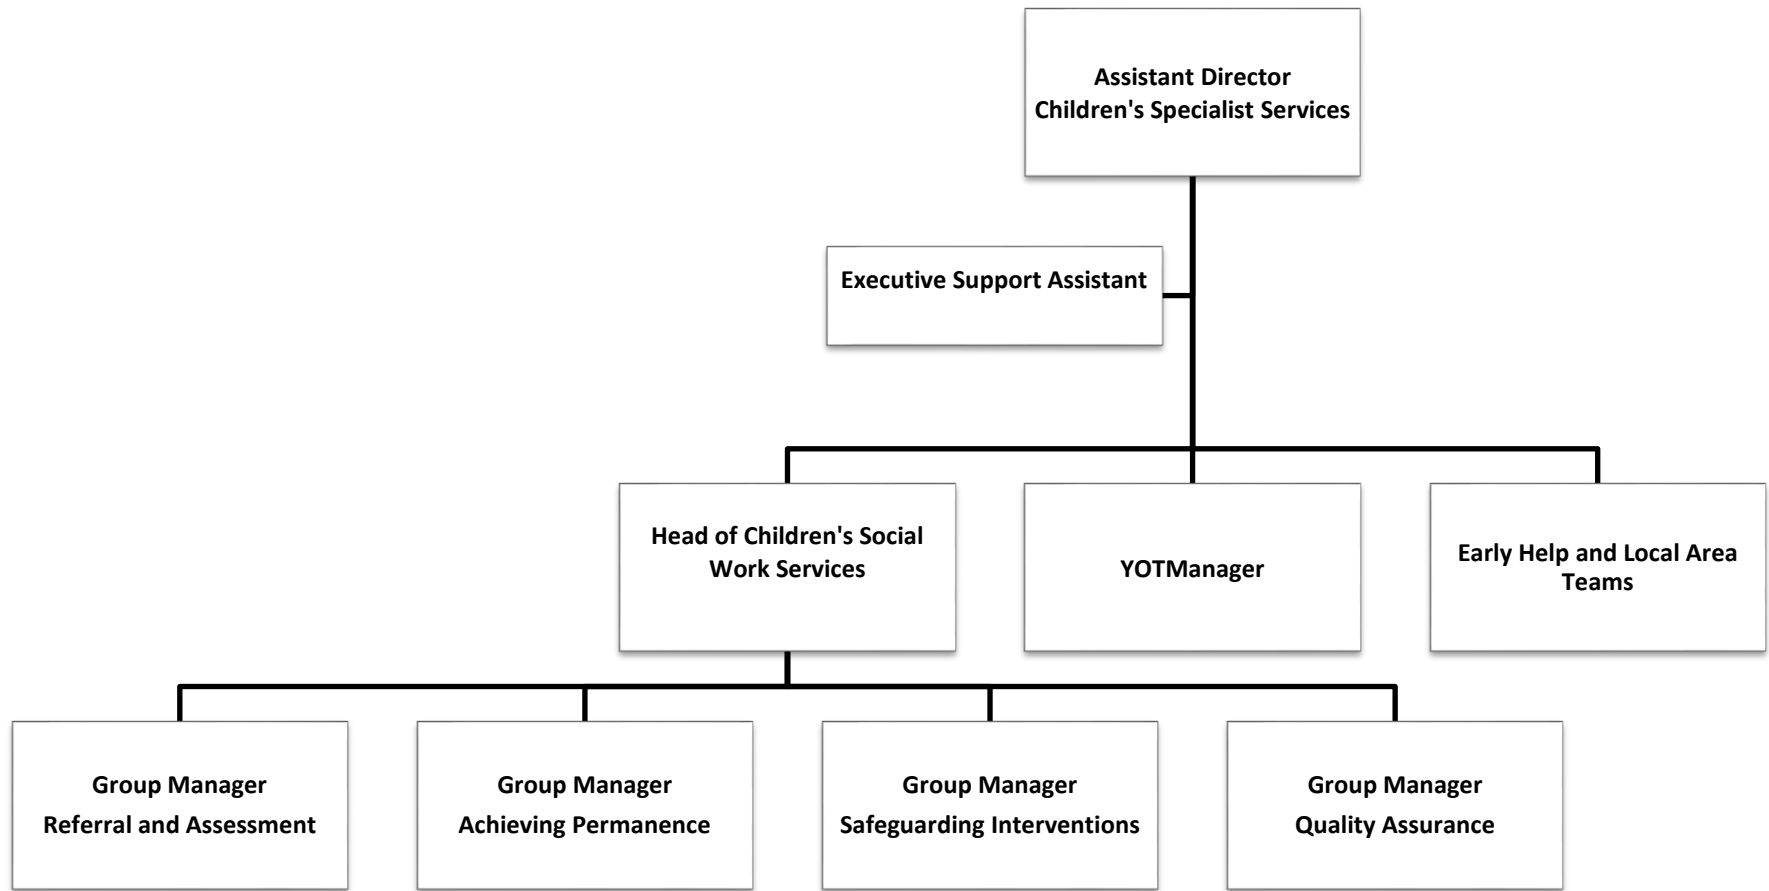 Assistant Director
Children's Specialist Services
Executive Support Assistant
Head of Children's Social
Work Services
YOTManager
Early Help and Local Area
Teams
Group Manager
Referral and Assessment
Group Manager
Achieving Permanence
Group Manager
Safeguarding Interventions
Group Manager
Quality Assurance